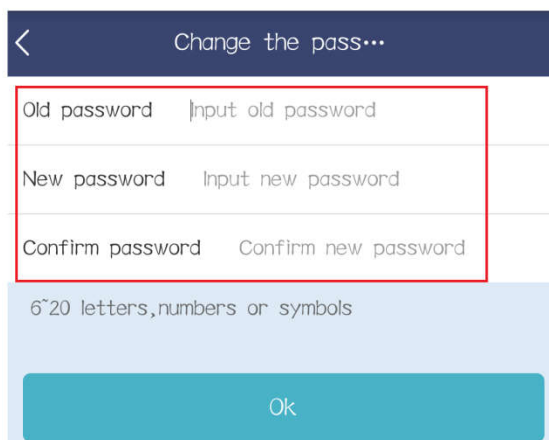 Change the pass…
Old password Input old password
New password Input new password
Confirm password Confirm new password
6~20 letters,numbers or symbols
Ok